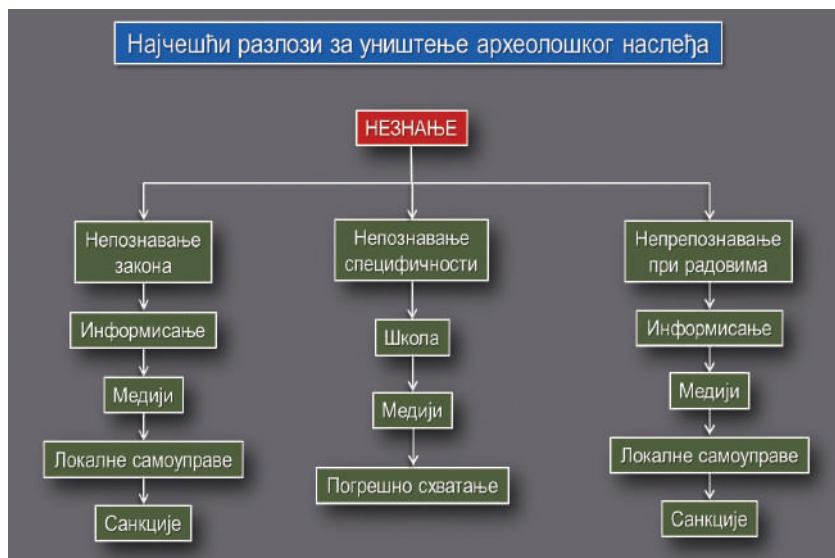 Најчешћи разлози за уништење археолошког наслеђа
НЕЗНАЊЕ
Непознавање
закона
Информисање
Медији
Локалне самоуправе
Санкције
Непознавање
специфичности
Школа
Медији
Погрешно схватање
Непрепознавање
при радовима
Информисање
Медији
Локалне самоуправе
Санкције